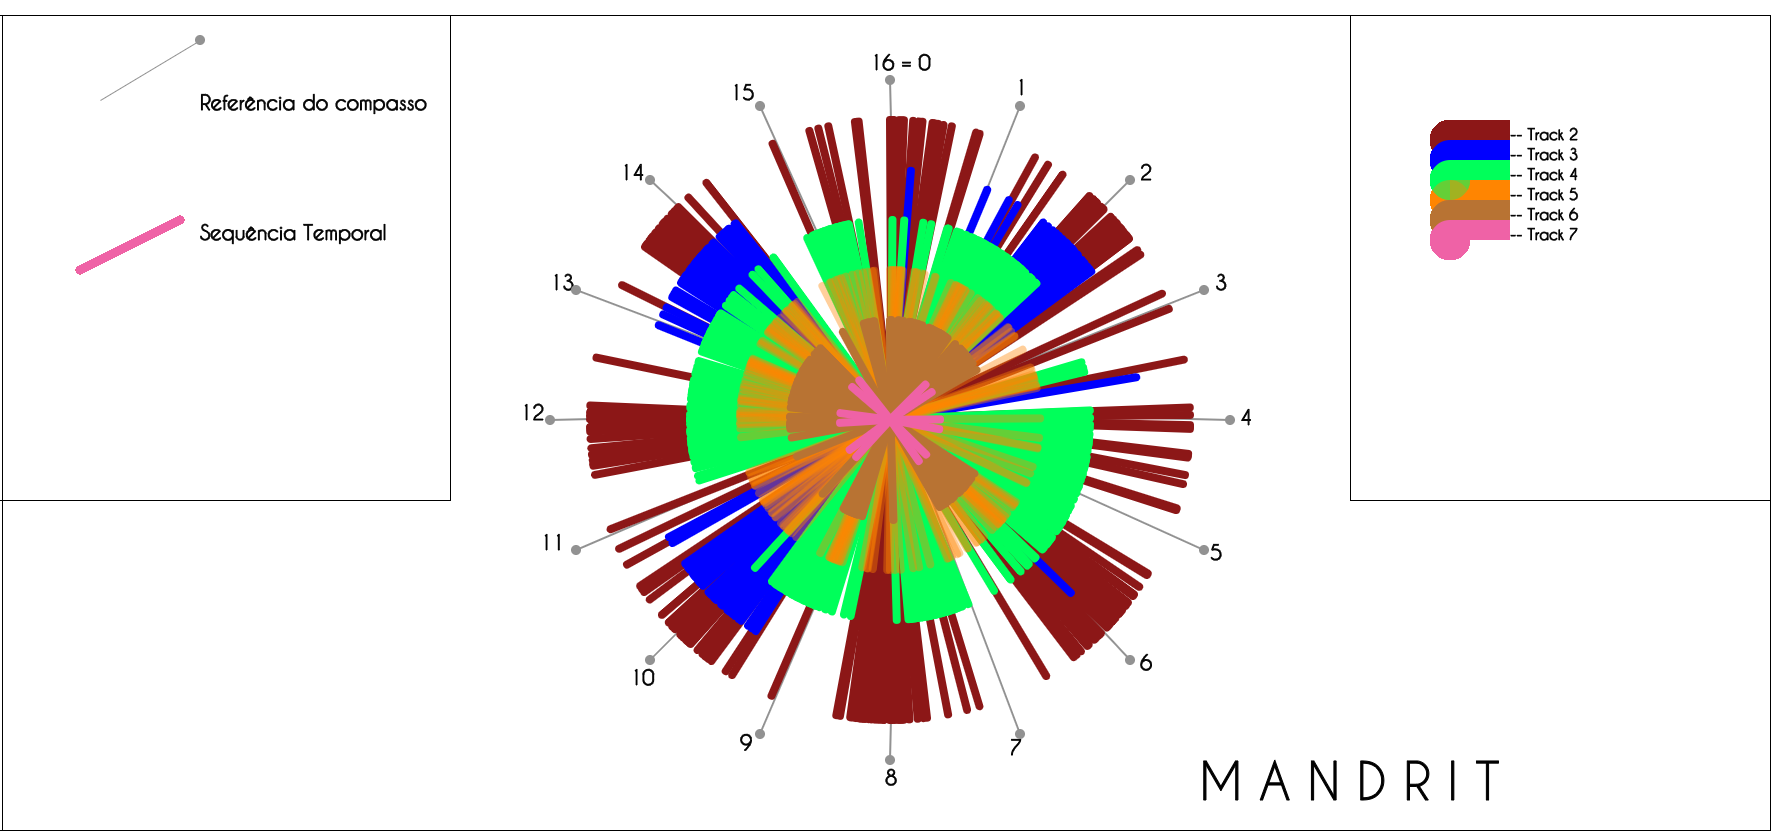 Referência do compasso
Sequência Temporal
16 = 0
1
2
3
4
5
6
7
8
9
10
11
12
13
14
15
-- Track 2
-- Track 3
-- Track 4
-- Track 5
-- Track 6
-- Track 7
MANDRIT